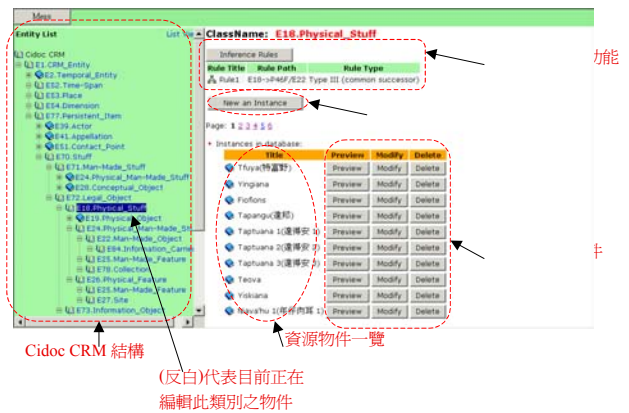 Menu
Entity List
List
Cidoc CRM
E1.CRM_Entity
E2.Temporal_Entity
E52.Time-Span
E53.Place
E54.Dimension
E77.Persistent_Item
E39.Actor
E41.Appellation
E51.Contact_Point
E70.Stuff
E71.Man-Made_Stuff
E24.Physical_Man-Made_Stuff
E28.Conceptual_Object
E72.Legal_Object
E18.Physical_Stuff
E19.Physical_Object
E24.Physical_Man-Made_St
E22.Man-Made_Object
E84.Information_Carrier
E25.Man-Made_Feature
E78.Collection
E26.Physical_Feature
E25.Man-Made_Feature
E27.Site
E73.Information_Object
ClassName: E18.Physical_Stuff
Inference Rules
Rule Title Rule Path Rule Type
Rule1 E18->P46F/E22 Type III (common successor)
New an Instance
Page: 1 2 3 4 5 6
Instances in database:
Title Preview Modify Delete
Tfuya(特富野) Preview Modify Delete
Yingiana Preview Modify Delete
Fiofions Preview Modify Delete
Tapangu(達邦) Preview Modify Delete
Taptuana 1(達得安 1) Preview Modify Delete
Taptuana 2(達得安 2) Preview Modify Delete
Taptuana 3(達得安 3) Preview Modify Delete
Teova Preview Modify Delete
Yiskiana Preview Modify Delete
Niava'hu 1 Preview Modify Delete
功能
件
資源物件一覽
Cidoc CRM 結構
(反白)代表目前正在
編輯此類別之物件